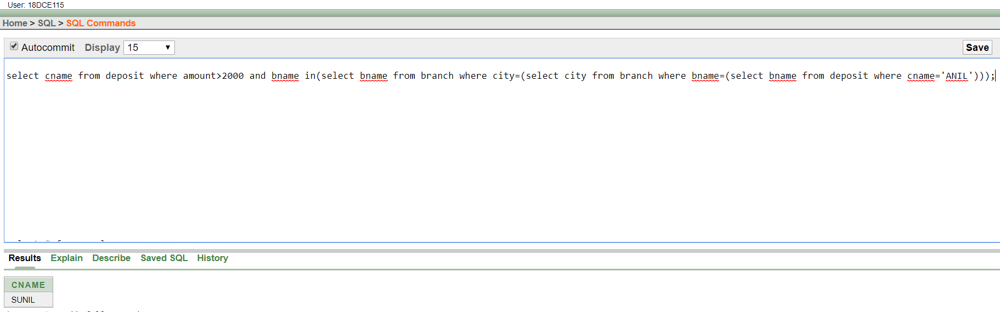 User: 18DCE115
Home > SQL > SQL Commands
Autocommit Display 15 Save
select cname from deposit where amount>2000 and bname in(select bname from branch where city=(select city from branch where bname=(select bname from deposit where cname='ANIL')));
Results Explain Describe Saved SQL History
CNAME
SUNIL